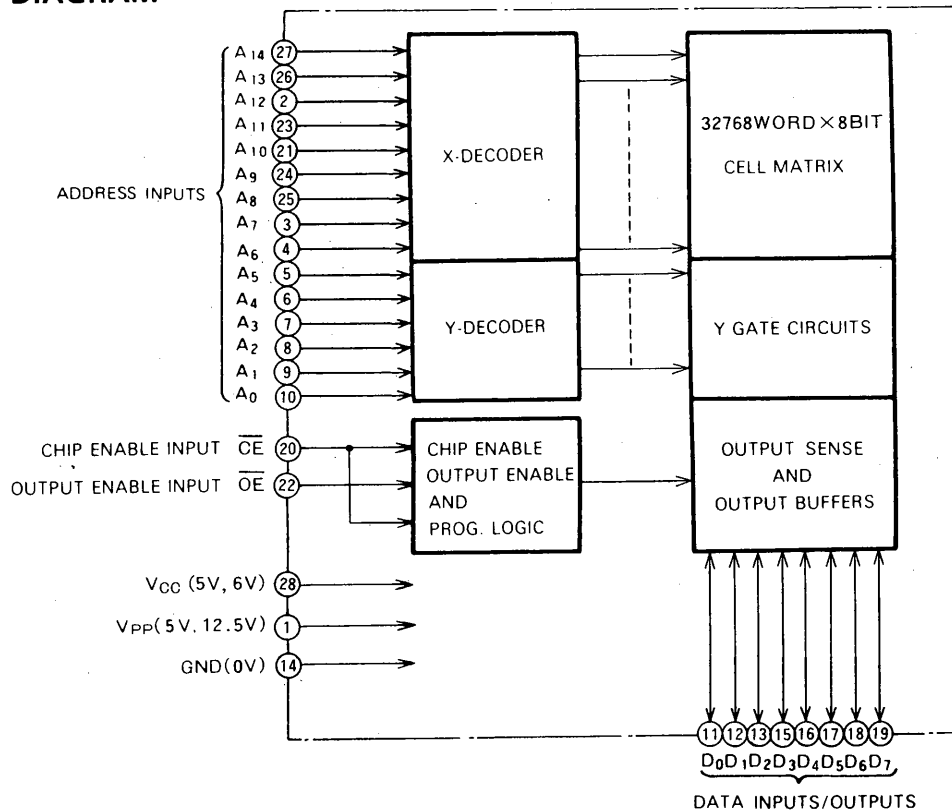 DIAGRAM
A14 27
A13 26
A12 2
A11 23
A10 21
A9 24
A8 25
A7 3
A6 4
A5 5
A4 6
A3 7
A2 8
A1 9
A0 10
ADDRESS INPUTS
X-DECODER
Y-DECODER
32768WORD×8BIT
CELL MATRIX
Y GATE CIRCUITS
CHIP ENABLE INPUT C̅E̅ 20
OUTPUT ENABLE INPUT O̅E̅ 22
CHIP ENABLE
OUTPUT ENABLE
AND
PROG. LOGIC
OUTPUT SENSE
AND
OUTPUT BUFFERS
VCC (5V, 6V) 28
VPP(5V, 12.5V) 1
GND(0V) 14
11 12 13 15 16 17 18 19
D0 D1 D2 D3 D4 D5 D6 D7
DATA INPUTS/OUTPUTS